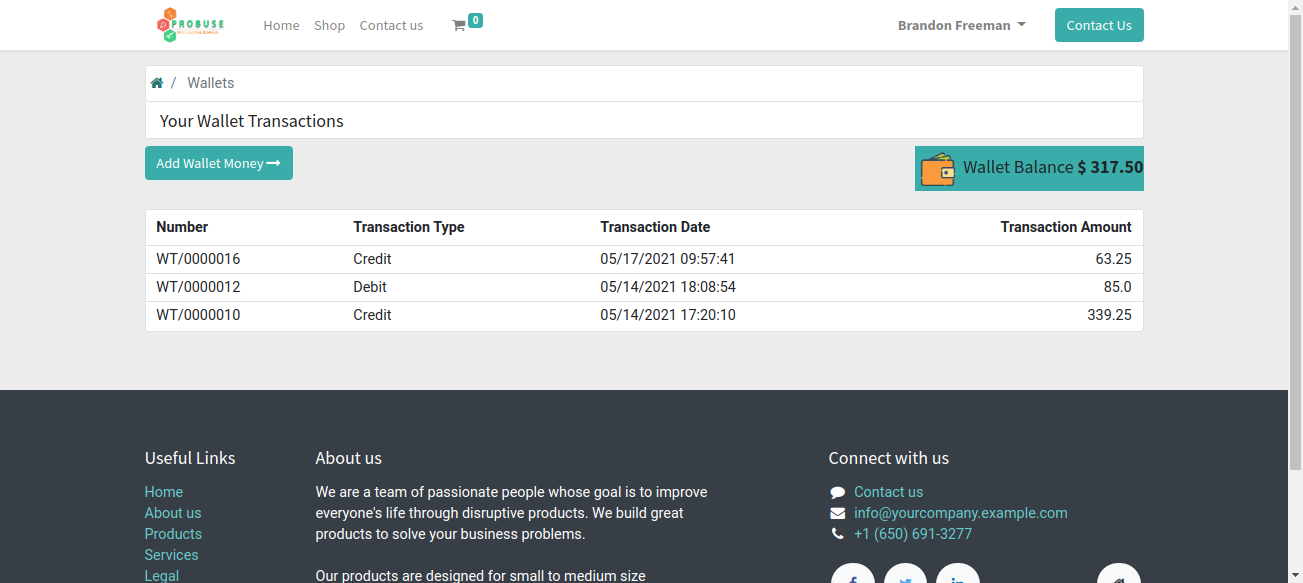 PROBUSE
Home Shop Contact us 0 Brandon Freeman Contact Us
/ Wallets
Your Wallet Transactions
Add Wallet Money
Wallet Balance $ 317.50
Number Transaction Type Transaction Date Transaction Amount
WT/0000016 Credit 05/17/2021 09:57:41 63.25
WT/0000012 Debit 05/14/2021 18:08:54 85.0
WT/0000010 Credit 05/14/2021 17:20:10 339.25
Useful Links
Home
About us
Products
Services
Legal
About us
We are a team of passionate people whose goal is to improve
everyone's life through disruptive products. We build great
products to solve your business problems.
Our products are designed for small to medium size
Connect with us
Contact us
info@yourcompany.example.com
+1 (650) 691-3277